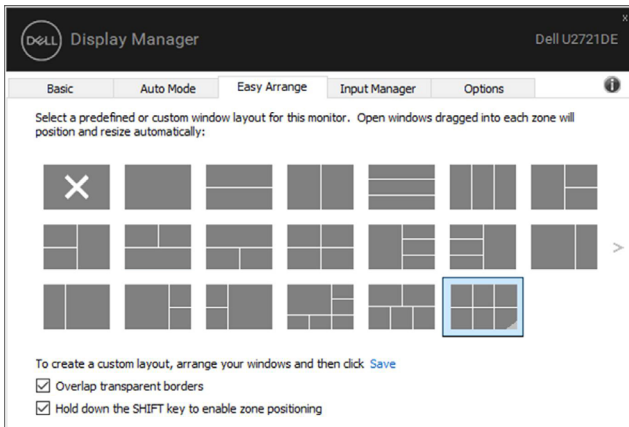 DELL Display Manager
Dell U2721DE
Basic Auto Mode Easy Arrange Input Manager Options
Select a predefined or custom window layout for this monitor. Open windows dragged into each zone will
position and resize automatically:
To create a custom layout, arrange your windows and then click Save
Overlap transparent borders
Hold down the SHIFT key to enable zone positioning